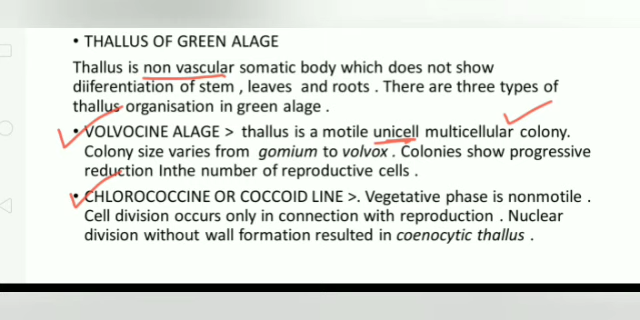 • THALLUS OF GREEN ALAGE
Thallus is non vascular somatic body which does not show
diiferentiation of stem , leaves and roots . There are three types of
thallus organisation in green alage .
• VOLVOCINE ALAGE > thallus is a motile unicell multicellular colony.
Colony size varies from gomium to volvox . Colonies show progressive
reduction Inthe number of reproductive cells .
• CHLOROCOCCINE OR COCCOID LINE >. Vegetative phase is nonmotile .
Cell division occurs only in connection with reproduction . Nuclear
division without wall formation resulted in coenocytic thallus .